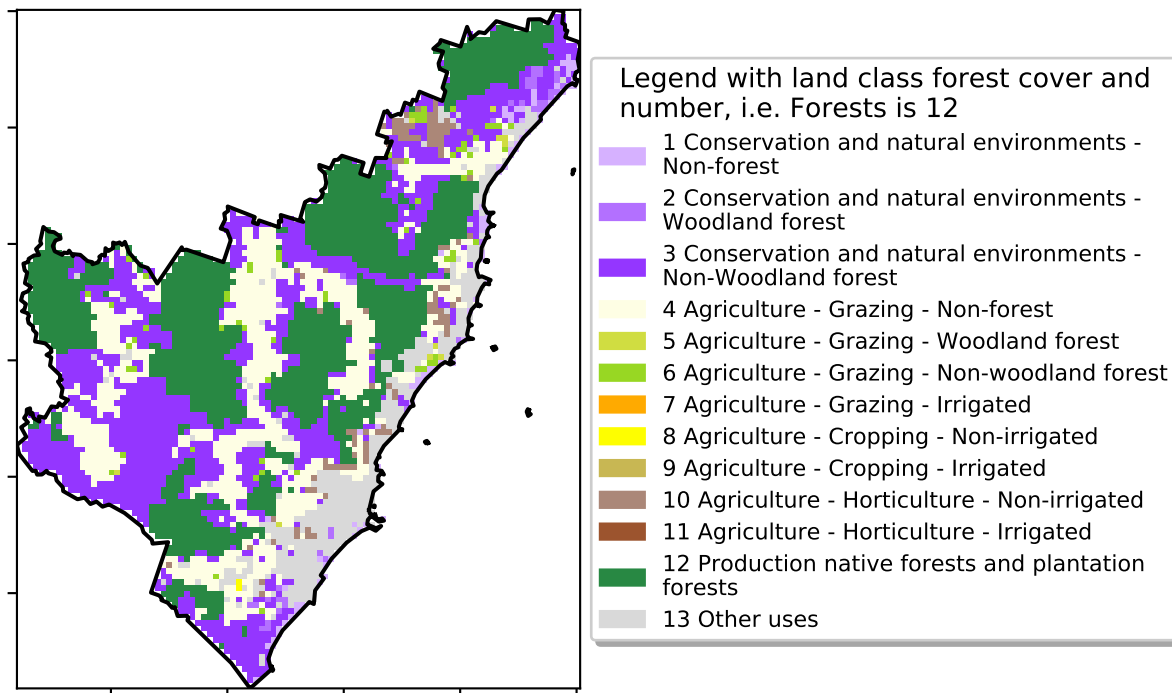 Legend with land class forest cover and
number, i.e. Forests is 12
1 Conservation and natural environments -
Non-forest
2 Conservation and natural environments -
Woodland forest
3 Conservation and natural environments -
Non-Woodland forest
4 Agriculture - Grazing - Non-forest
5 Agriculture - Grazing - Woodland forest
6 Agriculture - Grazing - Non-woodland forest
7 Agriculture - Grazing - Irrigated
8 Agriculture - Cropping - Non-irrigated
9 Agriculture - Cropping - Irrigated
10 Agriculture - Horticulture - Non-irrigated
11 Agriculture - Horticulture - Irrigated
12 Production native forests and plantation
forests
13 Other uses